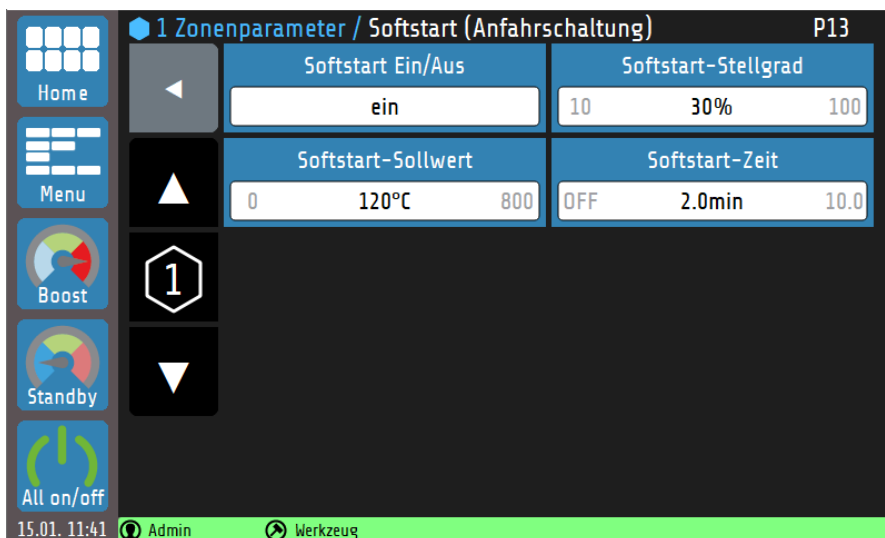 1 Zonenparameter / Softstart (Anfahrschaltung) P13
Home
Softstart Ein/Aus
ein
Softstart-Stellgrad
10 30% 100
Menu
Softstart-Sollwert
0 120°C 800
Softstart-Zeit
OFF 2.0min 10.0
1
Boost
Standby
All on/off
15.01. 11:41 Admin Werkzeug